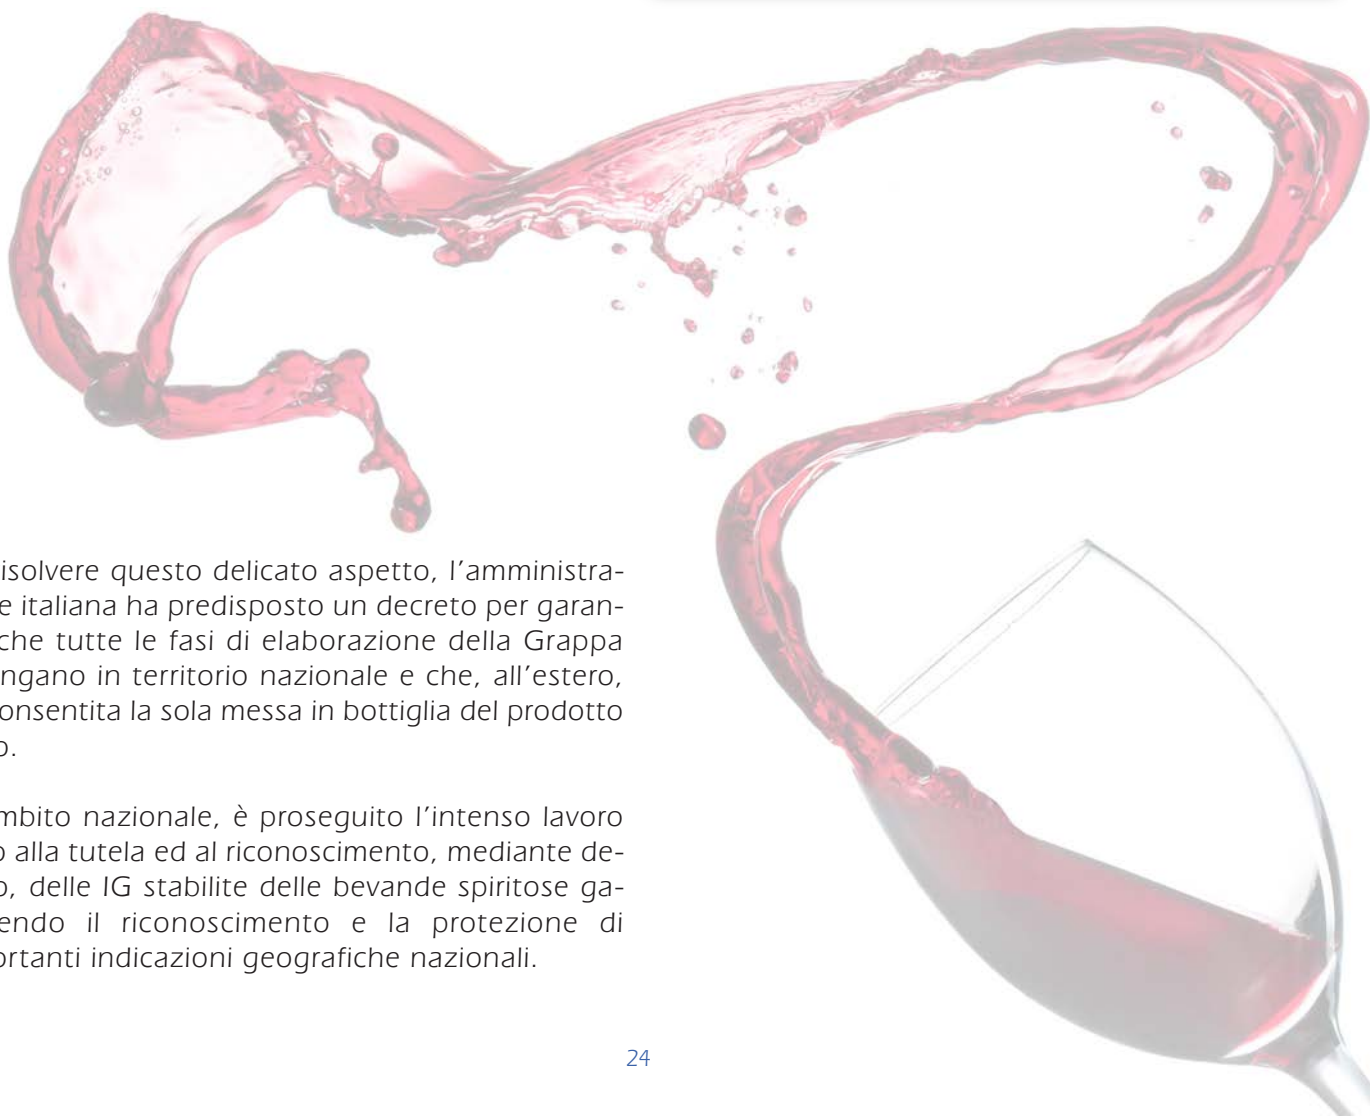 isolvere questo delicato aspetto, l'amministra-
e italiana ha predisposto un decreto per garan-
che tutte le fasi di elaborazione della Grappa
ngano in territorio nazionale e che, all'estero,
onsentita la sola messa in bottiglia del prodotto
o.
mbito nazionale, è proseguito l'intenso lavoro
o alla tutela ed al riconoscimento, mediante de-
o, delle IG stabilite delle bevande spiritose ga-
endo il riconoscimento e la protezione di
ortanti indicazioni geografiche nazionali.
24